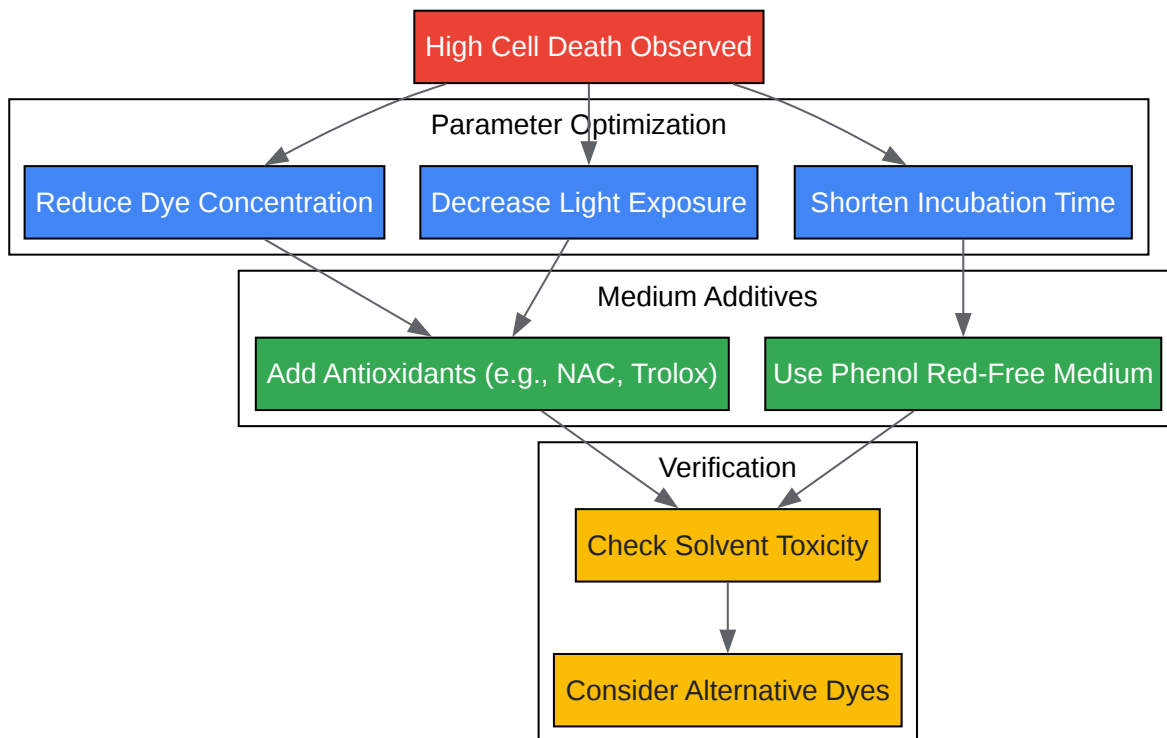 High Cell Death Observed
Parameter Optimization
Reduce Dye Concentration
Decrease Light Exposure
Shorten Incubation Time
Medium Additives
Add Antioxidants (e.g., NAC, Trolox)
Use Phenol Red-Free Medium
Verification
Check Solvent Toxicity
Consider Alternative Dyes